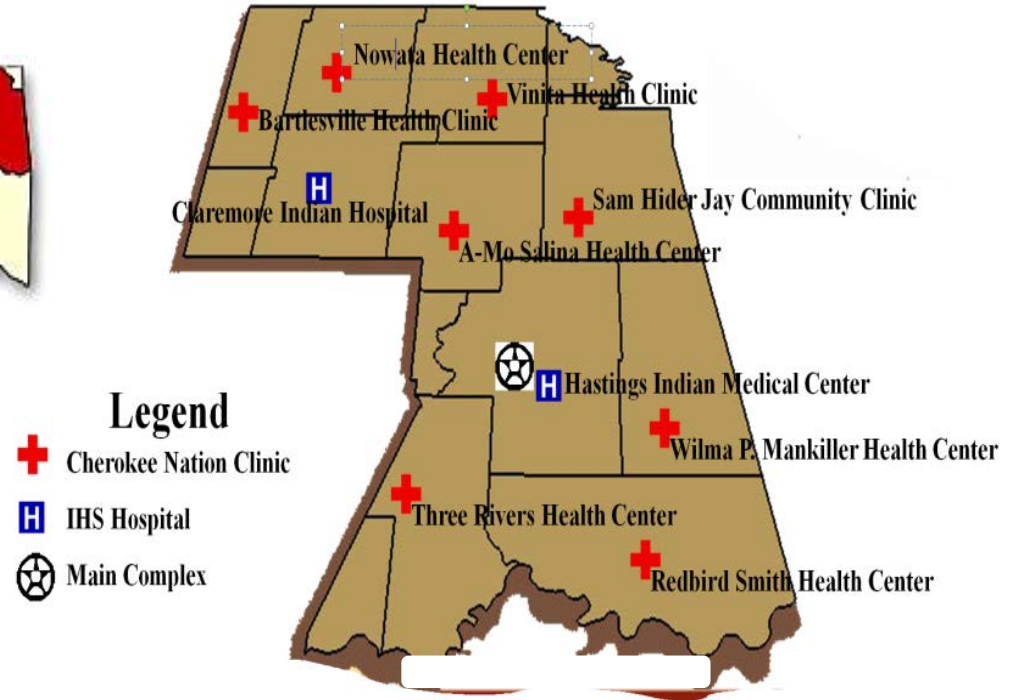 Nowata Health Center
Vinita Health Clinic
Bartlesville Health Clinic
H
Sam Hider Jay Community Clinic
Claremore Indian Hospital
A-Mo Salina Health Center
H Hastings Indian Medical Center
Legend
Wilma P. Mankiller Health Center
Cherokee Nation Clinic
Three Rivers Health Center
H IHS Hospital
Main Complex
Redbird Smith Health Center